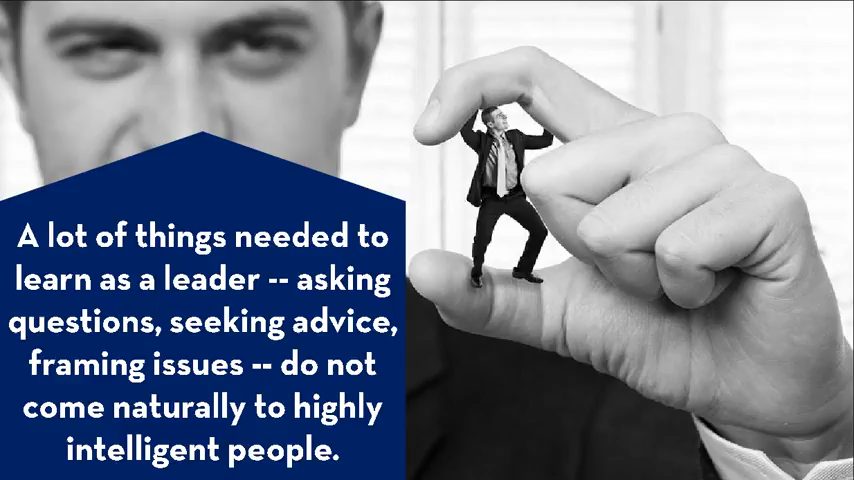 A lot of things needed to
learn as a leader -- asking
questions, seeking advice,
framing issues -- do not
come naturally to highly
intelligent people.